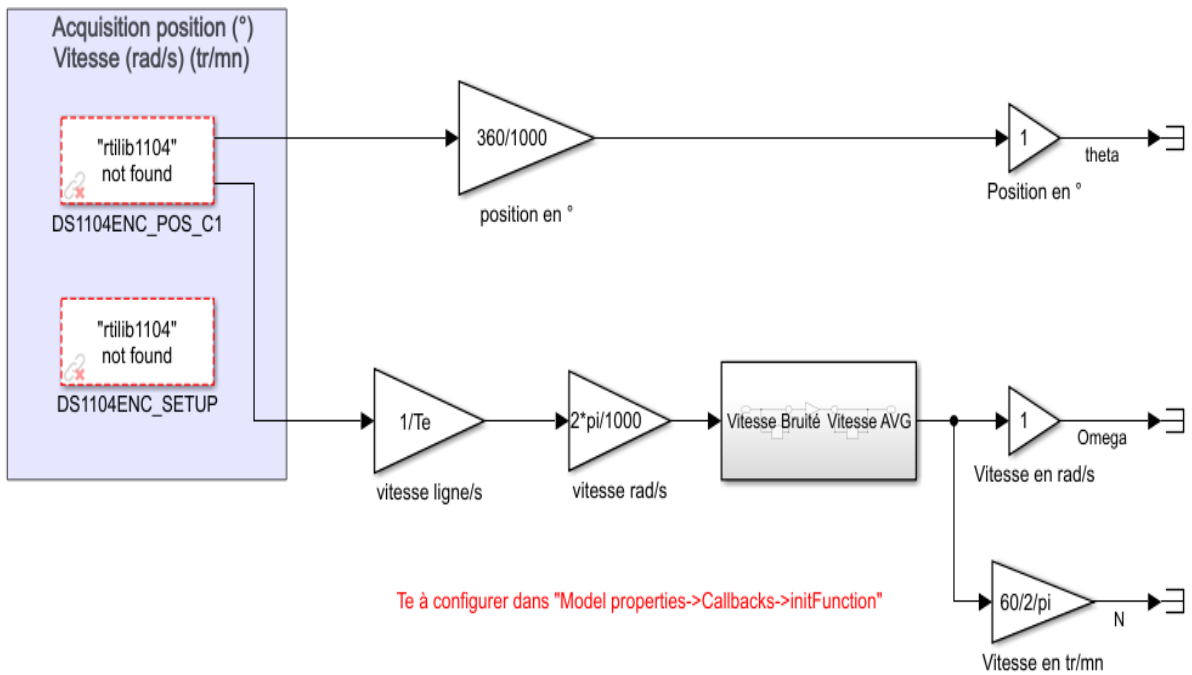 Acquisition position (°)
Vitesse (rad/s) (tr/mn)
"rtilib1104"
not found
DS1104ENC_POS_C1
360/1000
position en °
1
theta
Position en °
"rtilib1104"
not found
DS1104ENC_SETUP
1/Te
vitesse ligne/s
2*pi/1000
vitesse rad/s
Vitesse Bruité Vitesse AVG
1
Omega
Vitesse en rad/s
Te à configurer dans "Model properties->Callbacks->initFunction"
60/2/pi
N
Vitesse en tr/mn